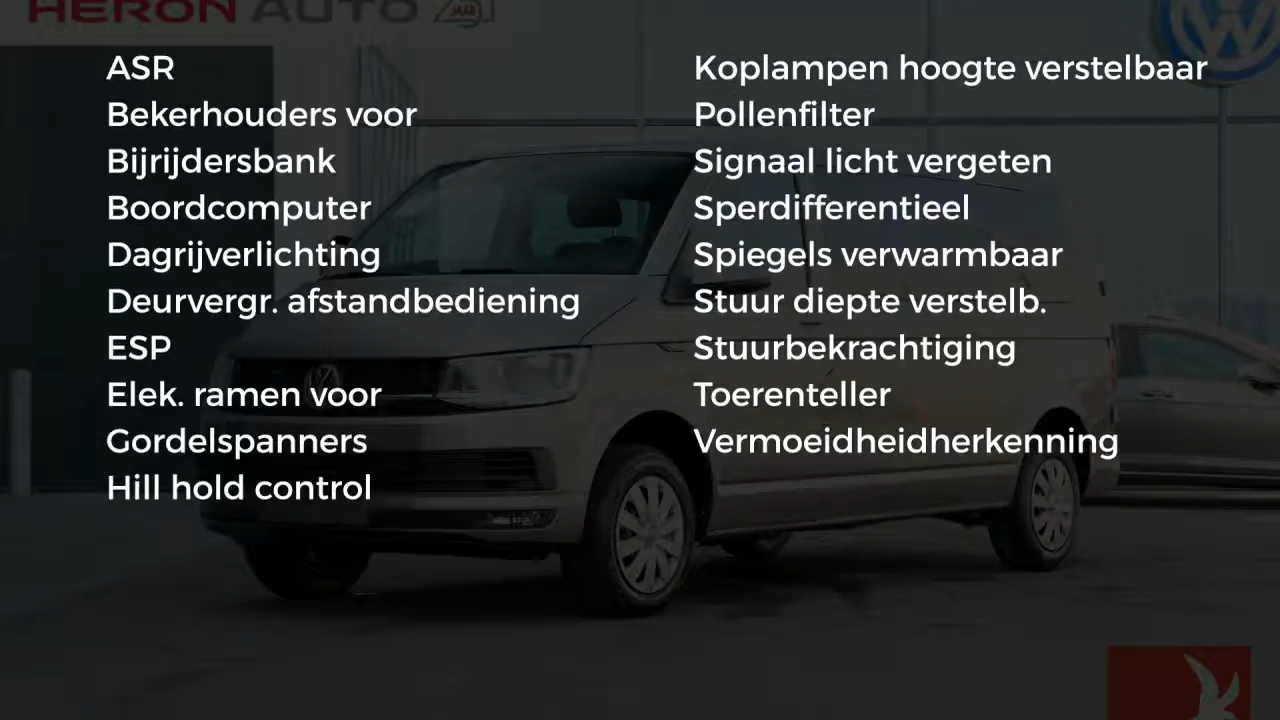 HERON AUTO
JAAR
ASR
Bekerhouders voor
Bijrijdersbank
Boordcomputer
Dagrijverlichting
Deurvergr. afstandbediening
ESP
Elek. ramen voor
Gordelspanners
Hill hold control
Koplampen hoogte verstelbaar
Pollenfilter
Signaal licht vergeten
Sperdifferentieel
Spiegels verwarmbaar
Stuur diepte verstelb.
Stuurbekrachtiging
Toerenteller
Vermoeidheidherkenning